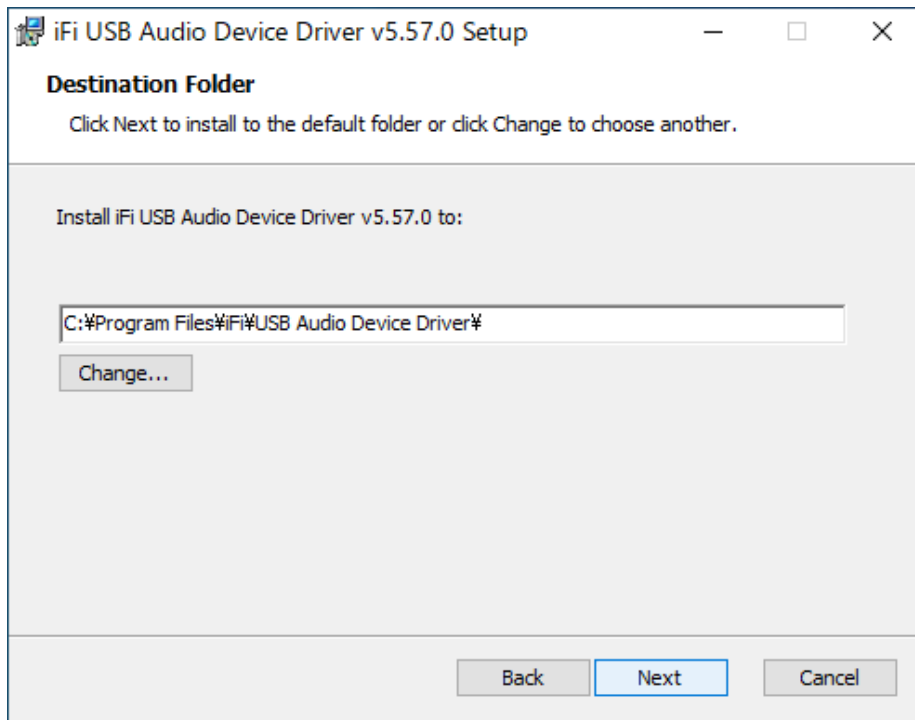 iFi USB Audio Device Driver v5.57.0 Setup
Destination Folder
Click Next to install to the default folder or click Change to choose another.
Install iFi USB Audio Device Driver v5.57.0 to:
C:¥Program Files¥iFi¥USB Audio Device Driver¥
Change...
Back Next Cancel